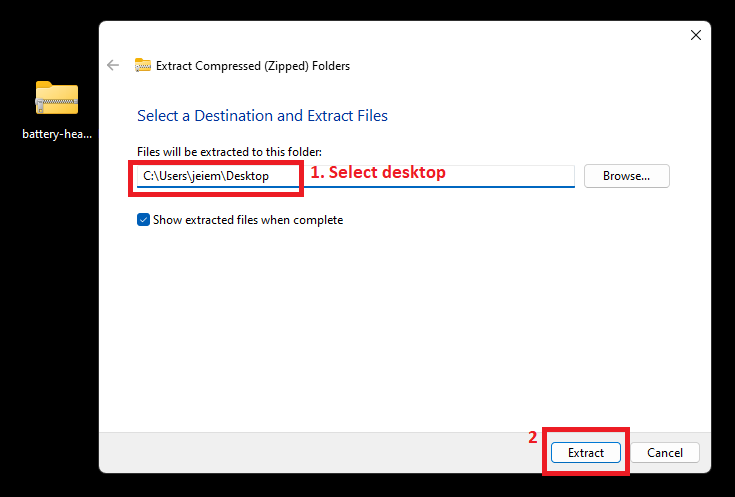 Extract Compressed (Zipped) Folders
battery-hea...
Select a Destination and Extract Files
Files will be extracted to this folder:
C:\Users\jeiem\Desktop
1. Select desktop
Browse...
Show extracted files when complete
2
Extract
Cancel